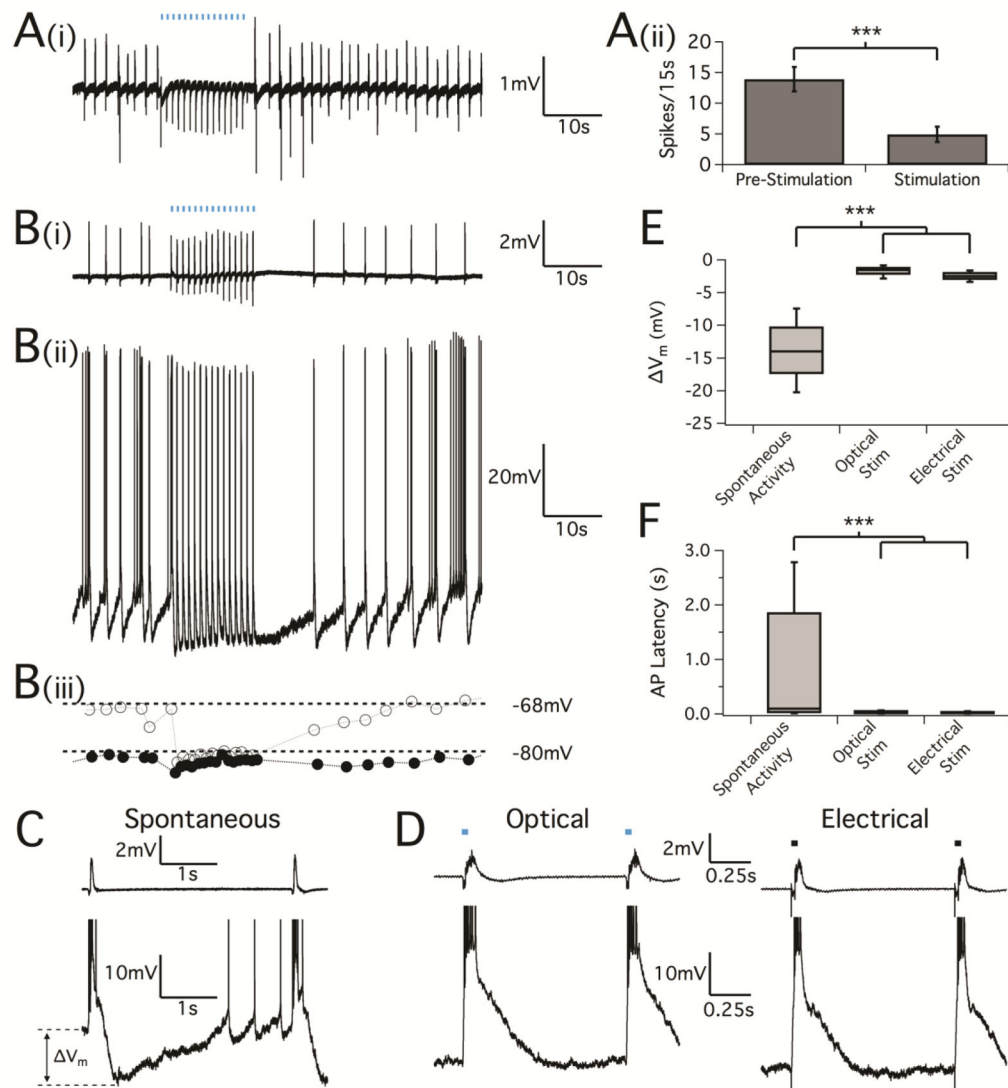 A(i)
1mV
10s
A(ii)
Spikes/15s
20
15
10
5
0
***
Pre-Stimulation
Stimulation
B(i)
2mV
10s
B(ii)
20mV
10s
B(iii)
-68mV
-80mV
E
***
ΔVm (mV)
0
-5
-10
-15
-20
-25
Spontaneous
Activity
Optical
Stim
Electrical
Stim
F
***
AP Latency (s)
3.0
2.0
1.0
0.0
Spontaneous
Activity
Optical
Stim
Electrical
Stim
C
Spontaneous
2mV
1s
10mV
1s
ΔVm
D
Optical
Electrical
2mV
0.25s
10mV
0.25s